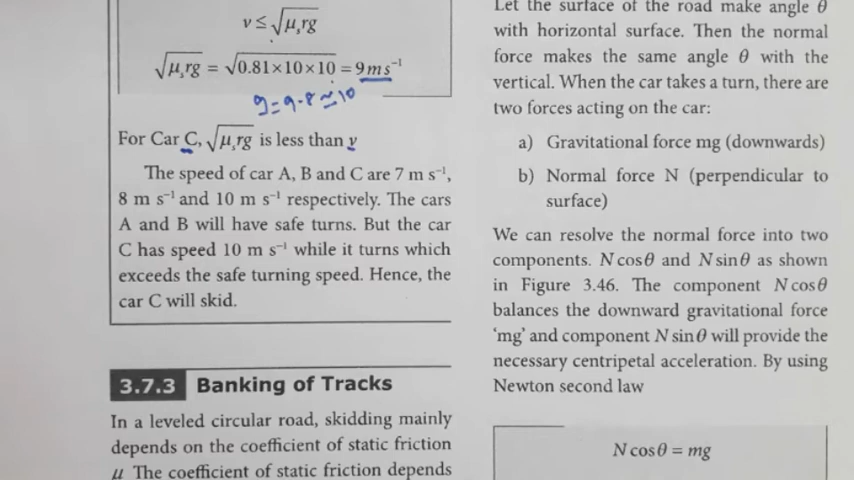 v ≤ √μₛrg
√μₛrg = √0.81×10×10 = 9 m s⁻¹
g = 9.8 ≃ 10
For Car C, √μₛrg is less than v
The speed of car A, B and C are 7 m s⁻¹,
8 m s⁻¹ and 10 m s⁻¹ respectively. The cars
A and B will have safe turns. But the car
C has speed 10 m s⁻¹ while it turns which
exceeds the safe turning speed. Hence, the
car C will skid.
3.7.3 Banking of Tracks
In a leveled circular road, skidding mainly
depends on the coefficient of static friction
μ The coefficient of static friction depends
Let the surface of the road make angle θ
with horizontal surface. Then the normal
force makes the same angle θ with the
vertical. When the car takes a turn, there are
two forces acting on the car:
a) Gravitational force mg (downwards)
b) Normal force N (perpendicular to
surface)
We can resolve the normal force into two
components. N cosθ and N sinθ as shown
in Figure 3.46. The component N cosθ
balances the downward gravitational force
‘mg’ and component N sinθ will provide the
necessary centripetal acceleration. By using
Newton second law
N cosθ = mg